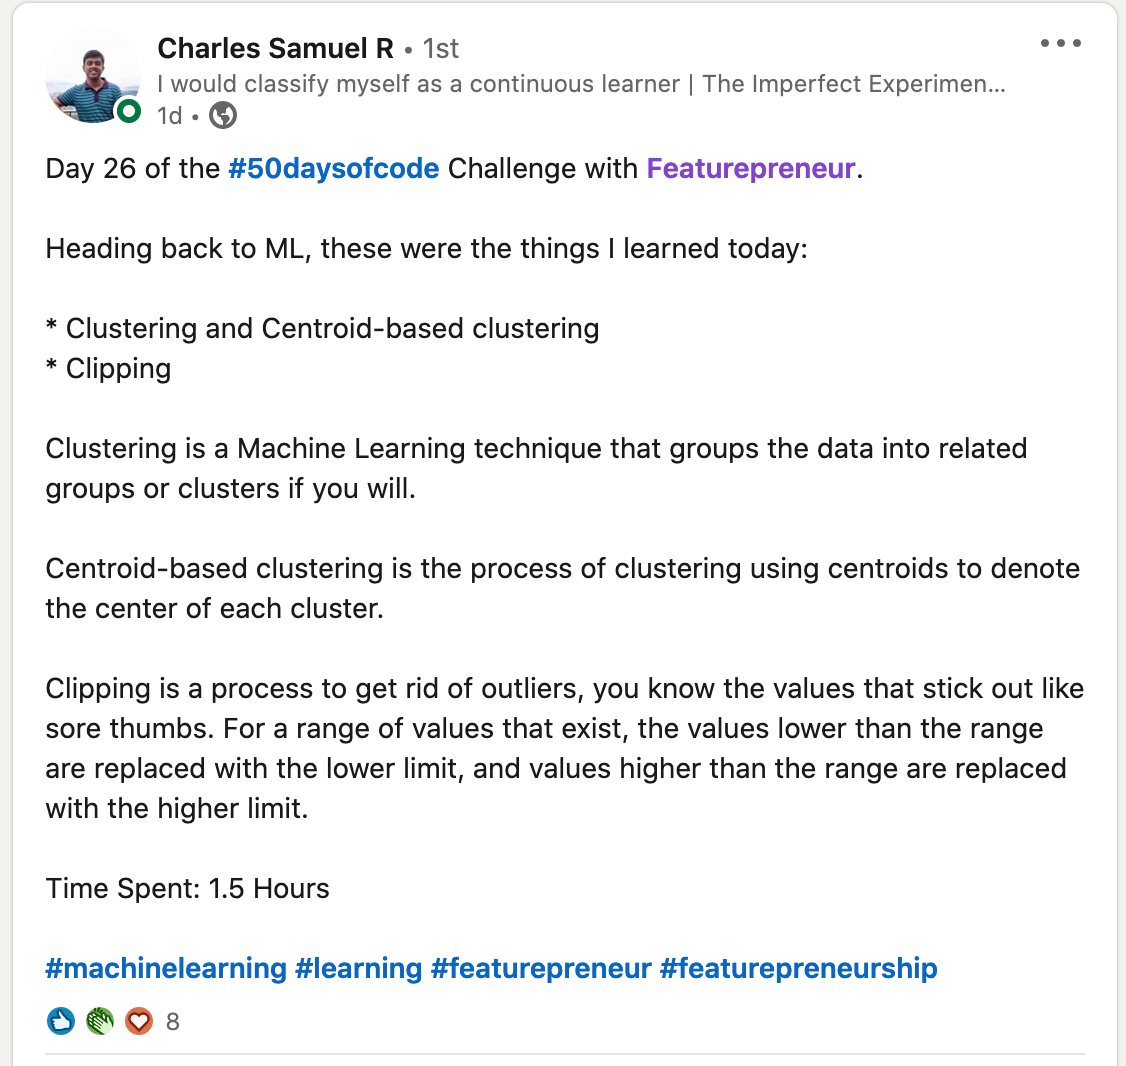 Charles Samuel R • 1st
I would classify myself as a continuous learner | The Imperfect Experimen...
1d •
Day 26 of the #50daysofcode Challenge with Featurepreneur.
Heading back to ML, these were the things I learned today:
* Clustering and Centroid-based clustering
* Clipping
Clustering is a Machine Learning technique that groups the data into related
groups or clusters if you will.
Centroid-based clustering is the process of clustering using centroids to denote
the center of each cluster.
Clipping is a process to get rid of outliers, you know the values that stick out like
sore thumbs. For a range of values that exist, the values lower than the range
are replaced with the lower limit, and values higher than the range are replaced
with the higher limit.
Time Spent: 1.5 Hours
#machinelearning #learning #featurepreneur #featurepreneurship
8